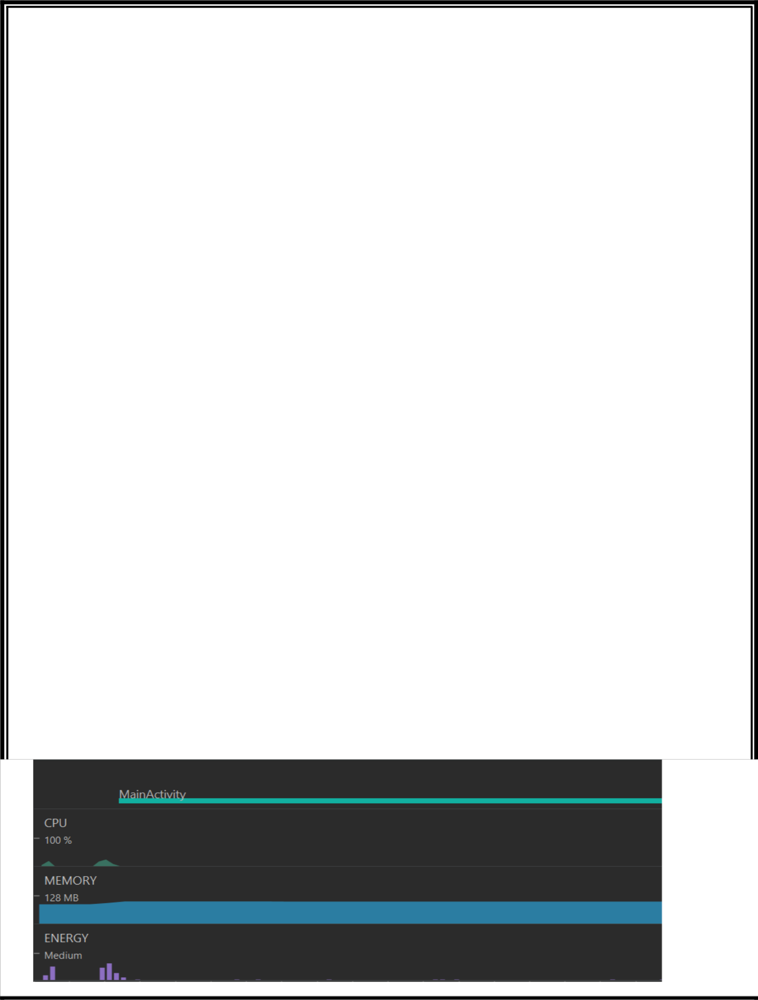 MainActivity
CPU
100 %
MEMORY
128 MB
ENERGY
Medium